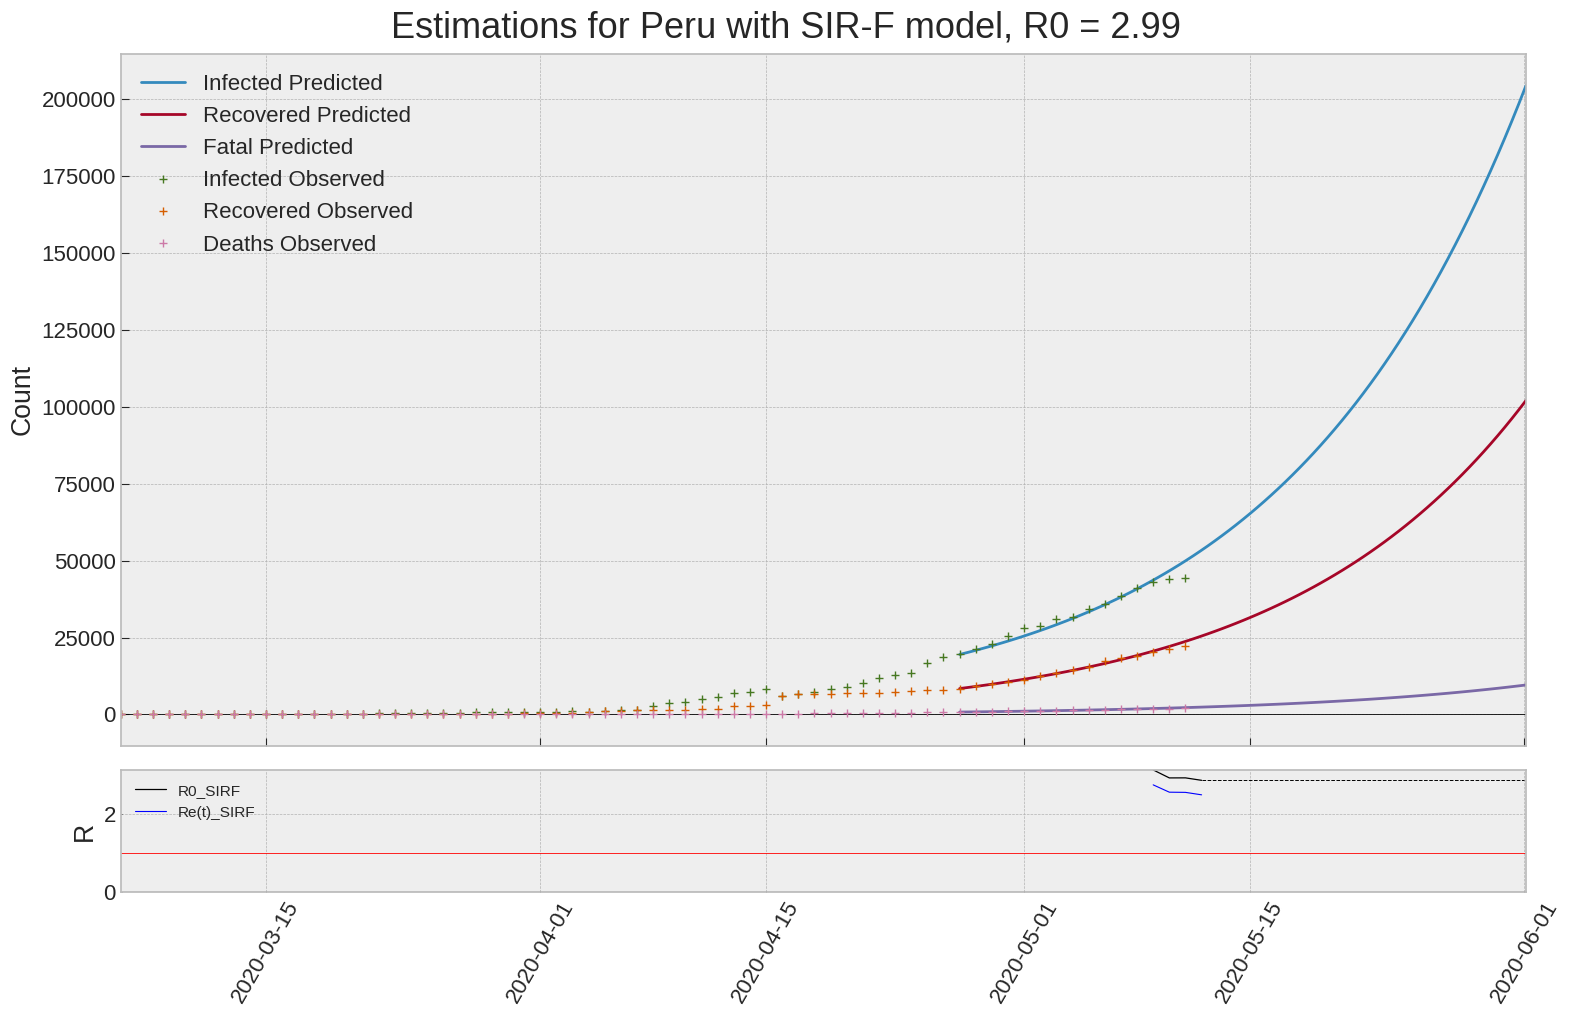 Estimations for Peru with SIR-F model, R0 = 2.99
Infected Predicted
Recovered Predicted
Fatal Predicted
Infected Observed
Recovered Observed
Deaths Observed
200000
175000
150000
125000
100000
75000
50000
25000
0
Count
R0_SIRF
Re(t)_SIRF
2
0
R
2020-03-15
2020-04-01
2020-04-15
2020-05-01
2020-05-15
2020-06-01